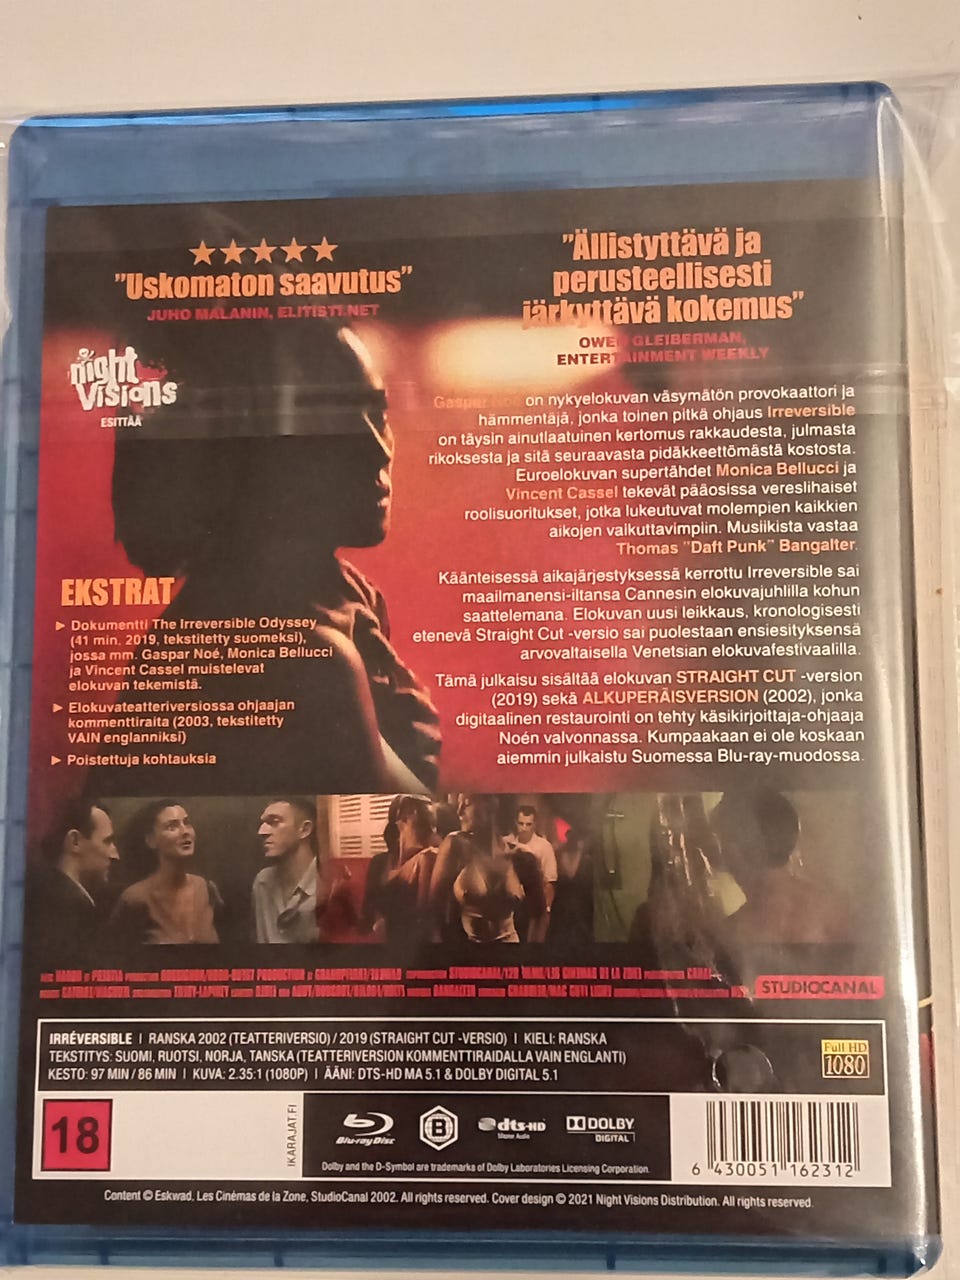 "Uskomaton saavutus"
JUHO MALANIN, ELITISTI.NET
"Ällistyttävä ja
perusteellisesti
järkyttävä kokemus"
OWEN GLEIBERMAN,
ENTERTAINMENT WEEKLY
night
Visions
ESITTÄÄ
Gaspar Noé on nykyelokuvan väsymätön provokaattori ja
hämmentäjä, jonka toinen pitkä ohjaus Irreversible
on täysin ainutlaatuinen kertomus rakkaudesta, julmasta
rikoksesta ja sitä seuraavasta pidäkkeettömästä kostosta.
Euroelokuvan supertähdet Monica Bellucci ja
Vincent Cassel tekevät pääosissa vereslihaiset
roolisuoritukset, jotka lukeutuvat molempien kaikkien
aikojen vaikuttavimpiin. Musiikista vastaa
Thomas "Daft Punk" Bangalter.
Käänteisessä aikajärjestyksessä kerrottu Irreversible sai
maailmanensi-iltansa Cannesin elokuvajuhlilla kohun
saattelemana. Elokuvan uusi leikkaus, kronologisesti
etenevä Straight Cut -versio sai puolestaan ensiesityksensä
arvovaltaisella Venetsian elokuvafestivaalilla.
Tämä julkaisu sisältää elokuvan STRAIGHT CUT -version
(2019) sekä ALKUPERÄISVERSION (2002), jonka
digitaalinen restaurointi on tehty käsikirjoittaja-ohjaaja
Noén valvonnassa. Kumpaakaan ei ole koskaan
aiemmin julkaistu Suomessa Blu-ray-muodossa.
EKSTRAT
▶ Dokumentti The Irreversible Odyssey
(41 min. 2019, tekstitetty suomeksi),
jossa mm. Gaspar Noé, Monica Bellucci
ja Vincent Cassel muistelevat
elokuvan tekemistä.
▶ Elokuvateatteriversiossa ohjaajan
kommenttiraita (2003, tekstitetty
VAIN englanniksi)
▶ Poistettuja kohtauksia
STUDIOCANAL
IRRÉVERSIBLE | RANSKA 2002 (TEATTERIVERSIO) / 2019 (STRAIGHT CUT -VERSIO) | KIELI: RANSKA
TEKSTITYS: SUOMI, RUOTSI, NORJA, TANSKA (TEATTERIVERSION KOMMENTTIRAIDALLA VAIN ENGLANTI)
KESTO: 97 MIN / 86 MIN | KUVA: 2.35:1 (1080P) | ÄÄNI: DTS-HD MA 5.1 & DOLBY DIGITAL 5.1
Full HD
1080
18
IKARAJAT.FI
Blu-ray Disc
B
dts-HD
Master Audio
DOLBY
DIGITAL
Dolby and the D-Symbol are trademarks of Dolby Laboratories Licensing Corporation.
6 430051 162312
Content © Eskwad, Les Cinémas de la Zone, StudioCanal 2002. All rights reserved. Cover design © 2021 Night Visions Distribution. All rights reserved.